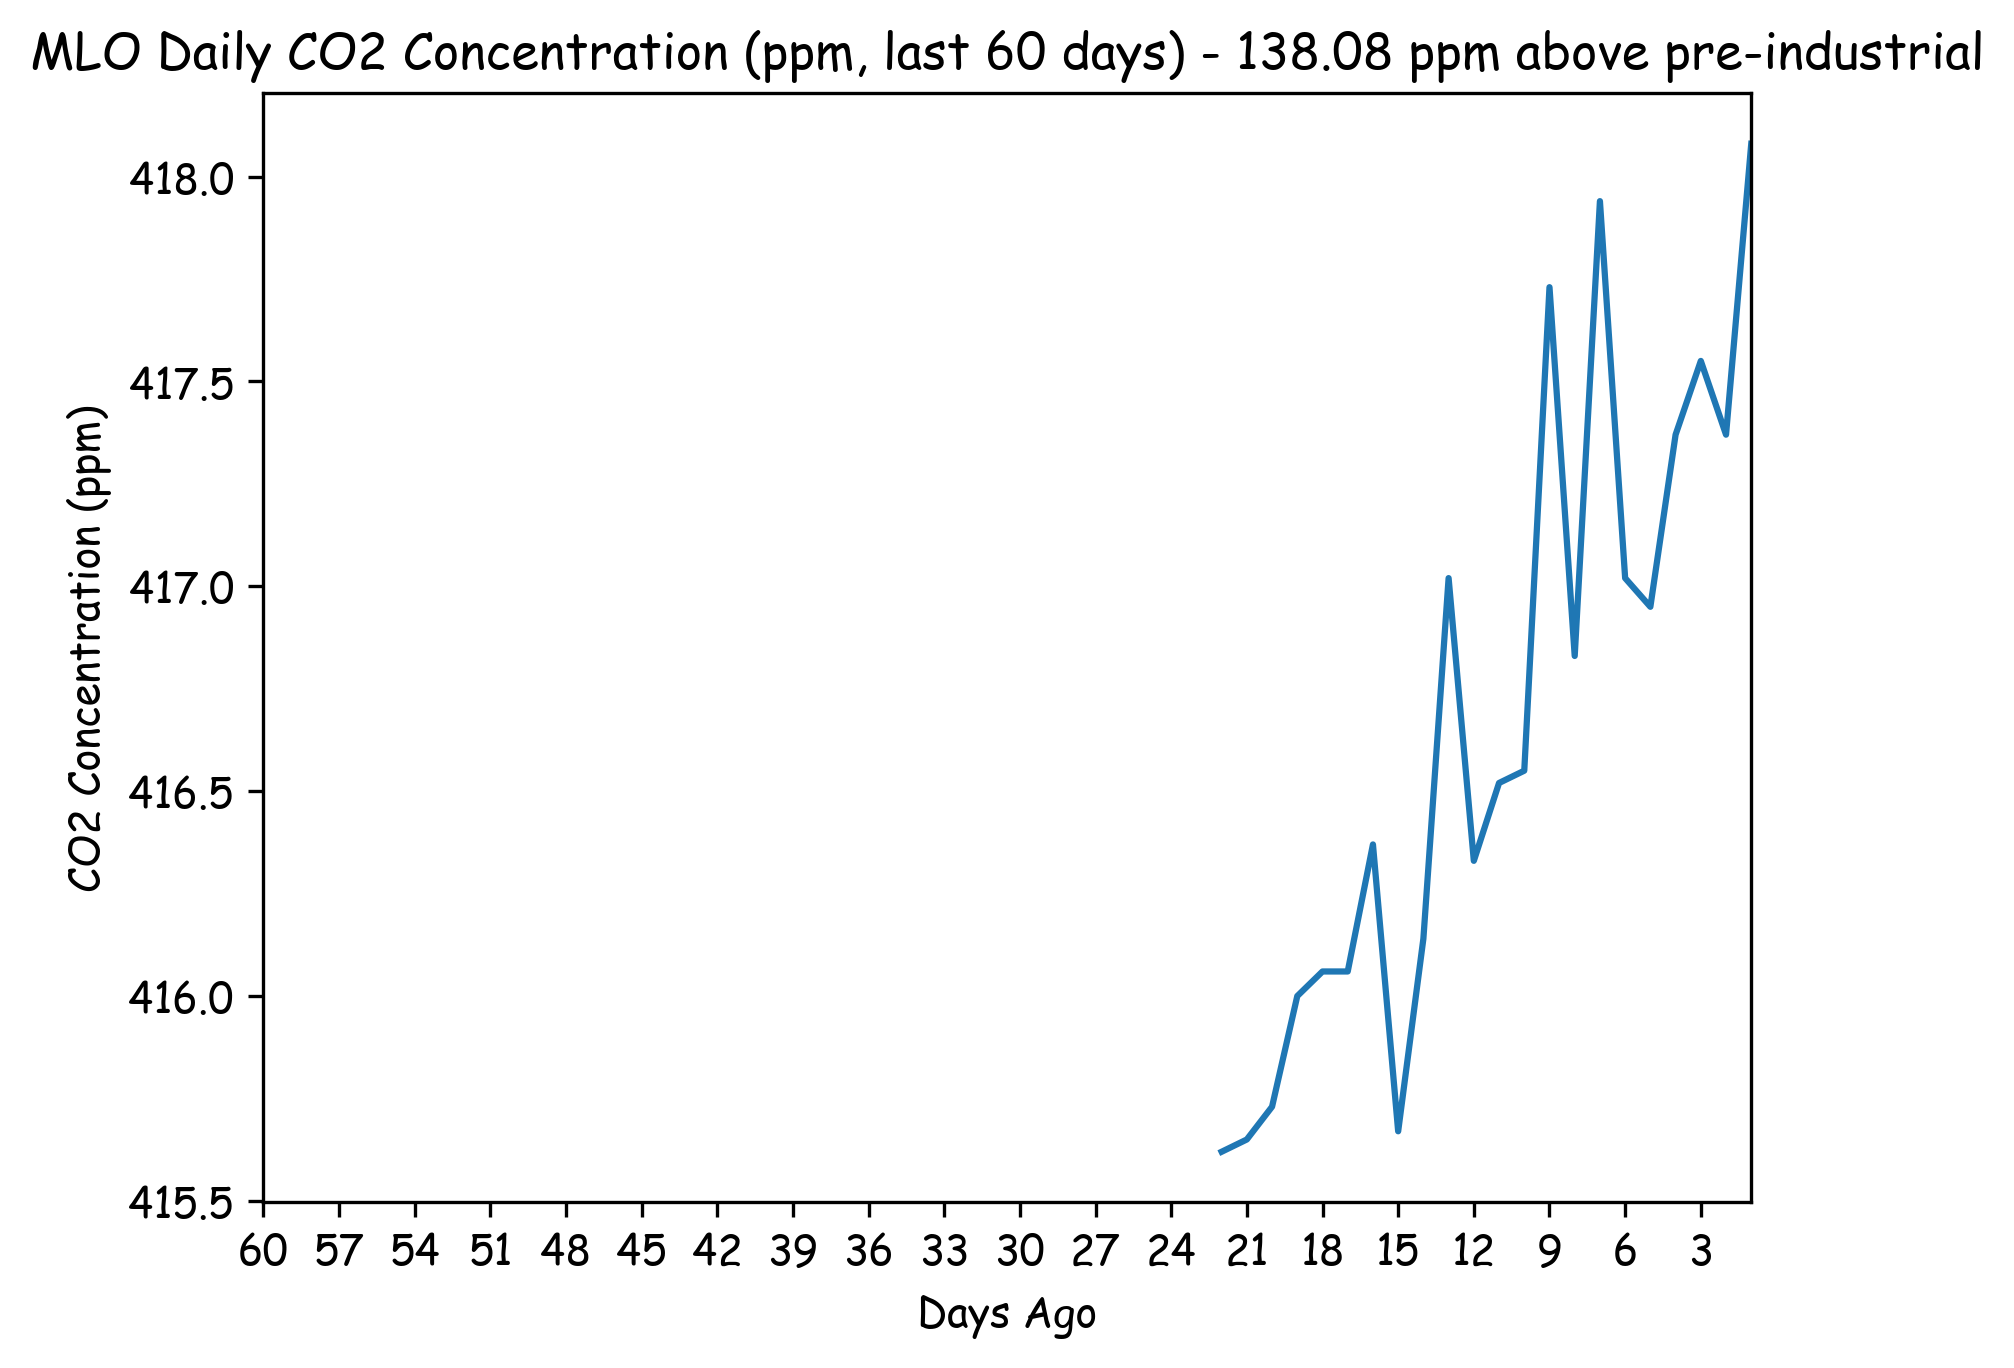 MLO Daily CO2 Concentration (ppm, last 60 days) - 138.08 ppm above pre-industrial
418.0
417.5
417.0
416.5
416.0
415.5
CO2 Concentration (ppm)
60 57 54 51 48 45 42 39 36 33 30 27 24 21 18 15 12 9 6 3
Days Ago